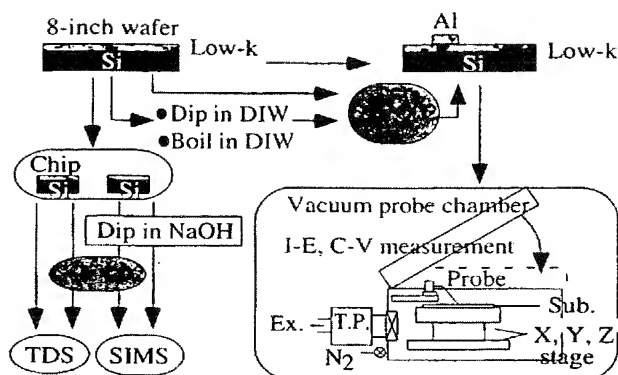 8-inch wafer
Low-k
Si
Al
Low-k
Si
● Dip in DIW
● Boil in DIW
Chip
Si
Si
Dip in NaOH
TDS
SIMS
Vacuum probe chamber
I-E, C-V measurement
Probe
Sub.
Ex.
T.P.
X, Y, Z
stage
N2